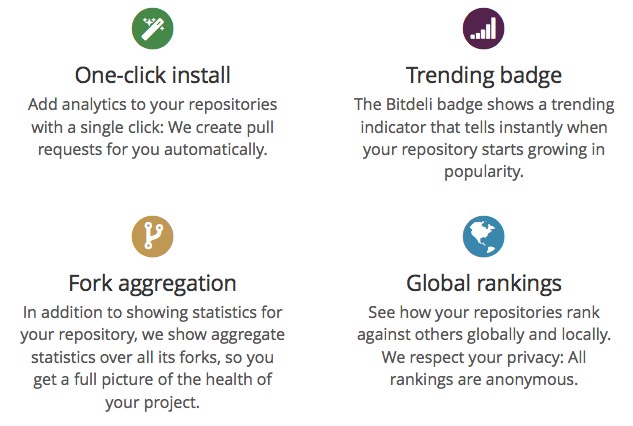 One-click install
Add analytics to your repositories
with a single click: We create pull
requests for you automatically.
Trending badge
The Bitdeli badge shows a trending
indicator that tells instantly when
your repository starts growing in
popularity.
Fork aggregation
In addition to showing statistics for
your repository, we show aggregate
statistics over all its forks, so you
get a full picture of the health of
your project.
Global rankings
See how your repositories rank
against others globally and locally.
We respect your privacy: All
rankings are anonymous.